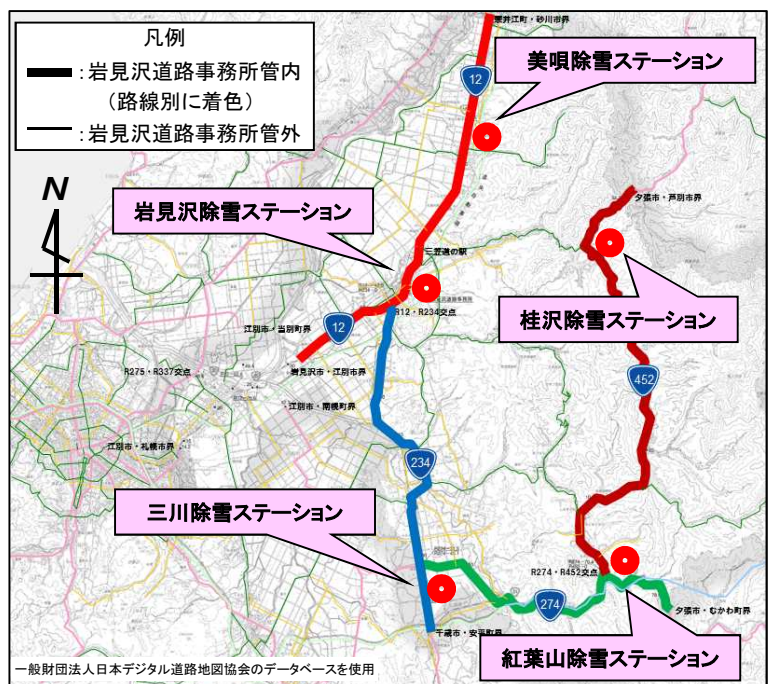 凡例
：岩見沢道路事務所管内
（路線別に着色）
：岩見沢道路事務所管外
N
奈井江町・砂川市界
12
美唄除雪ステーション
岩見沢除雪ステーション
夕張市・芦別市界
三笠道の駅
桂沢除雪ステーション
R12・R234交点
江別市・当別町界
12
岩見沢市・江別市界
R275・R337交点
452
江別市・南幌町界
江別市・札幌市界
234
三川除雪ステーション
R274・R452交点
274
夕張市・むかわ町界
千歳市・安平町界
紅葉山除雪ステーション
一般財団法人日本デジタル道路地図協会のデータベースを使用